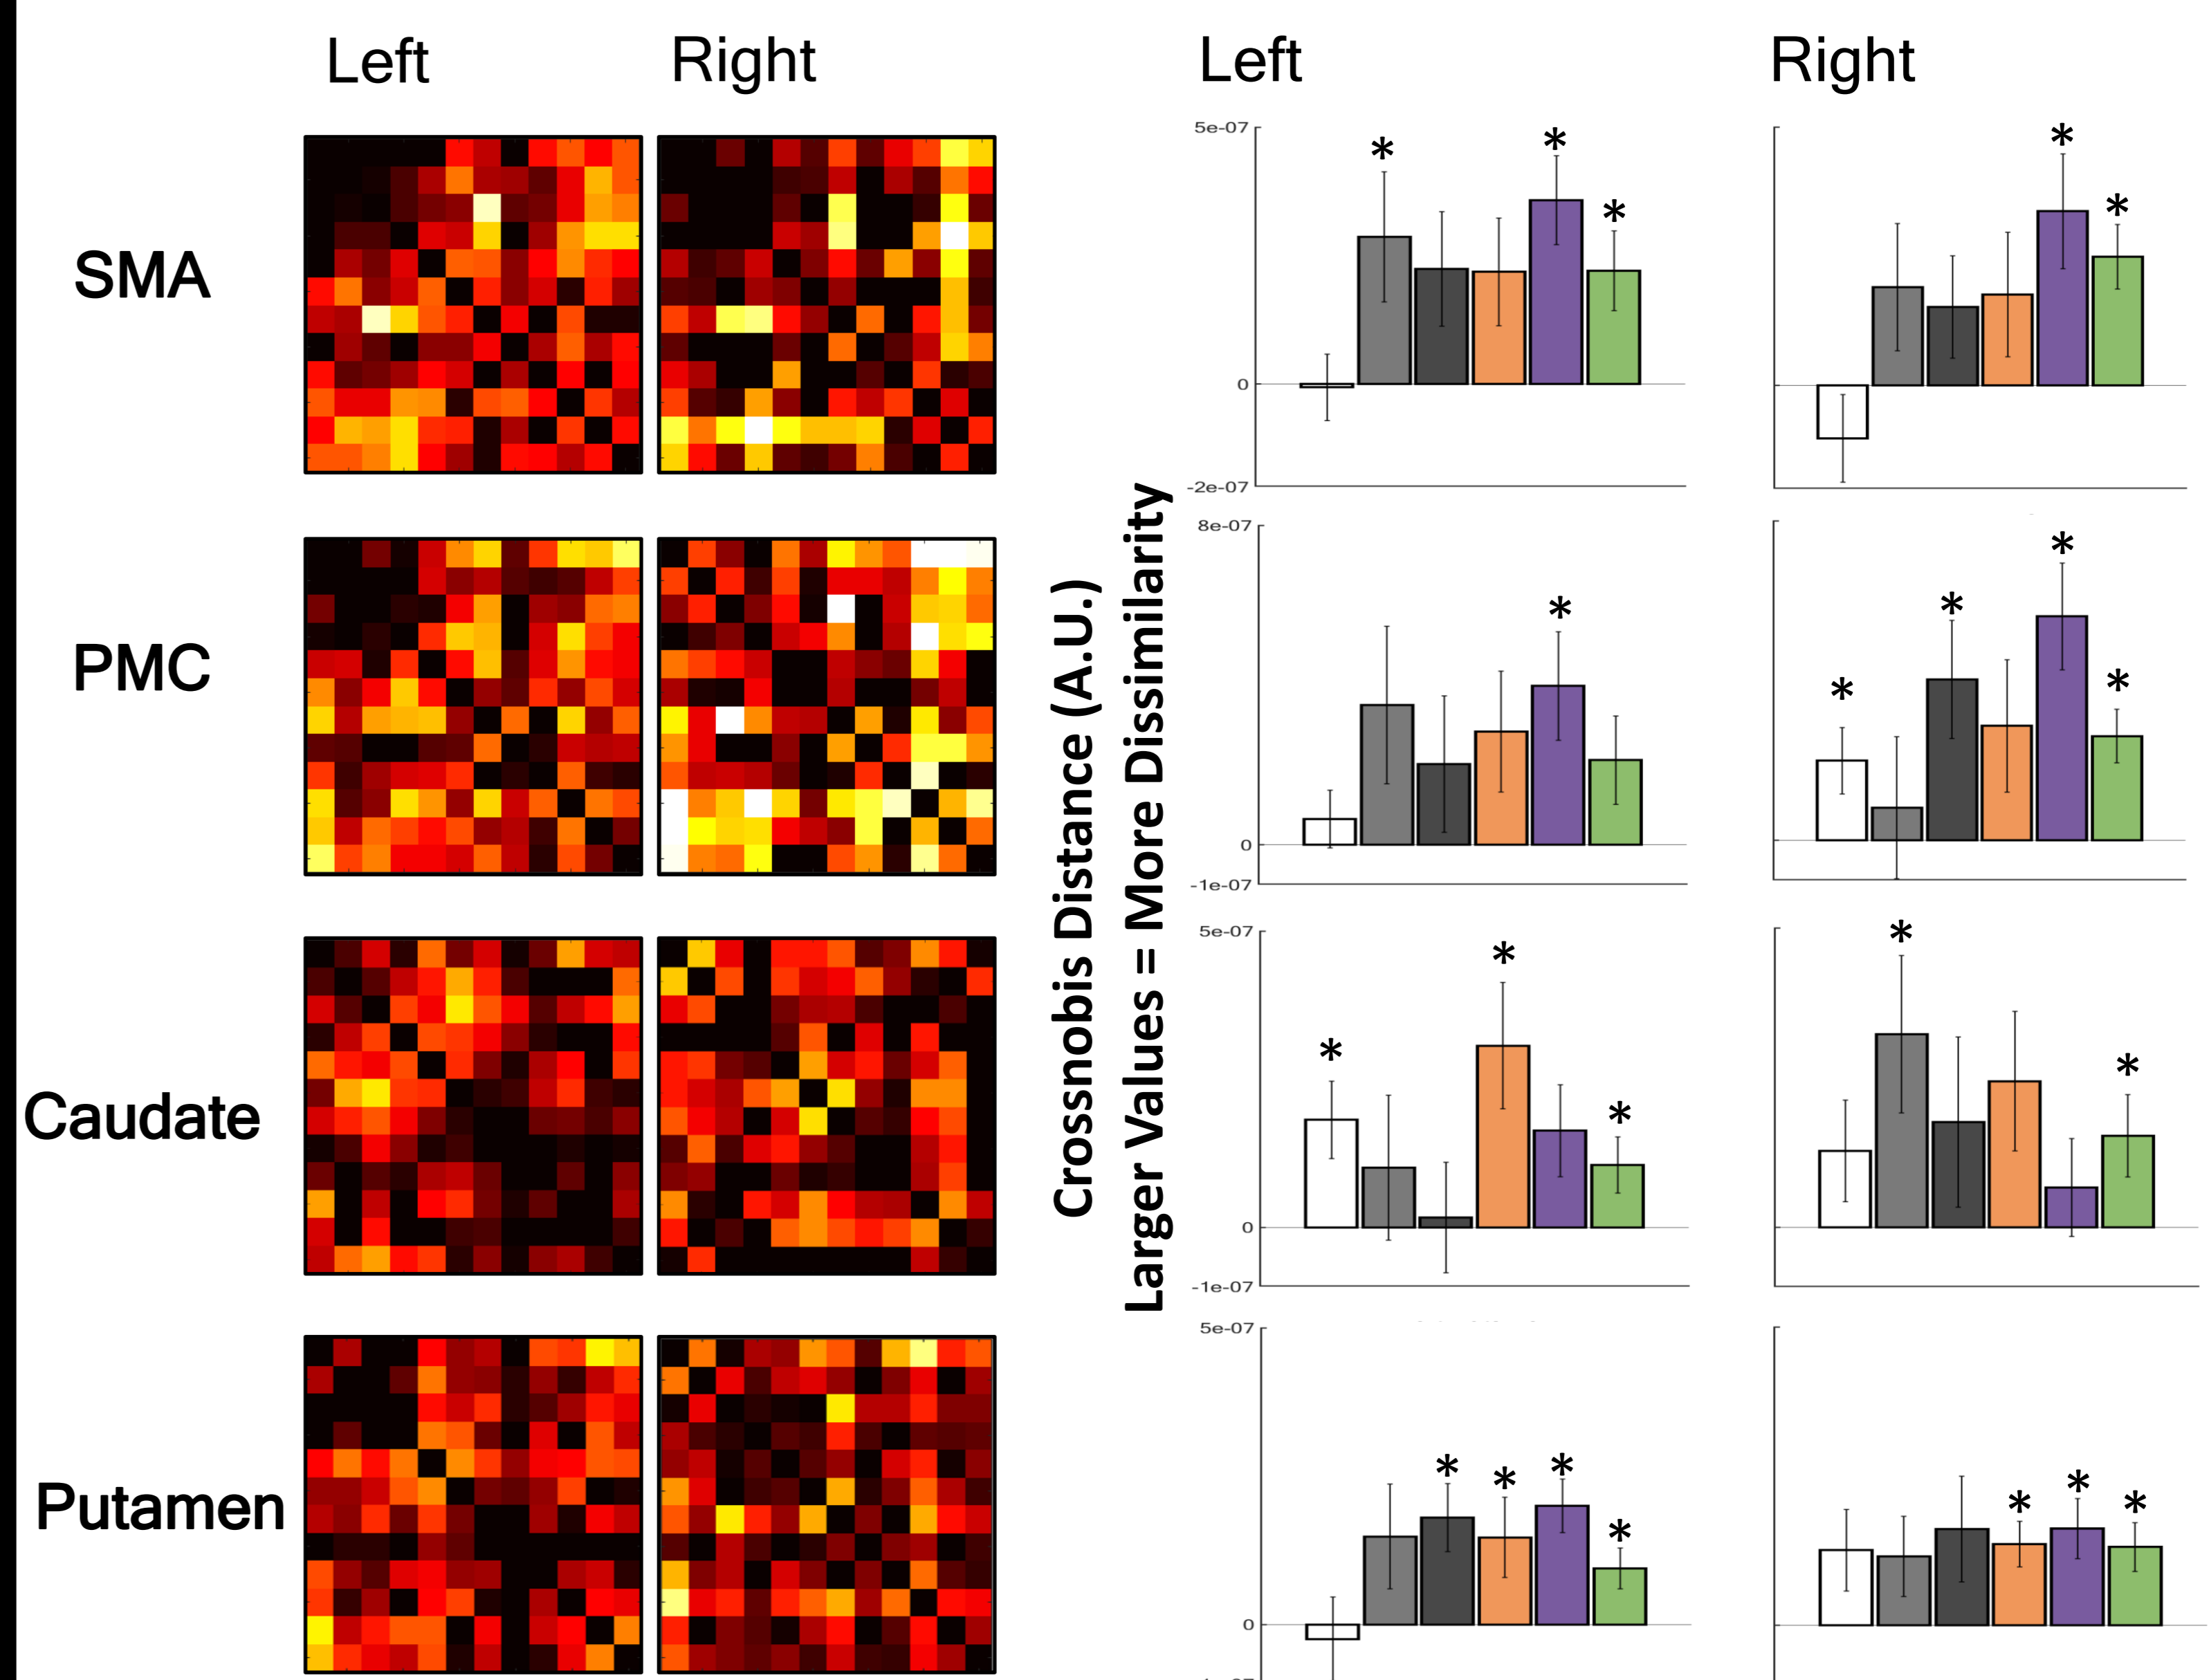 Left Right Left Right
SMA
PMC
Caudate
Putamen
Crossnobis Distance (A.U.)
Larger Values = More Dissimilarity
5e-07
*
*
*
0
-2e-07
*
*
8e-07
*
0
-1e-07
*
*
*
*
5e-07
*
*
*
0
-1e-07
*
*
5e-07
*
*
*
*
0
*
*
*